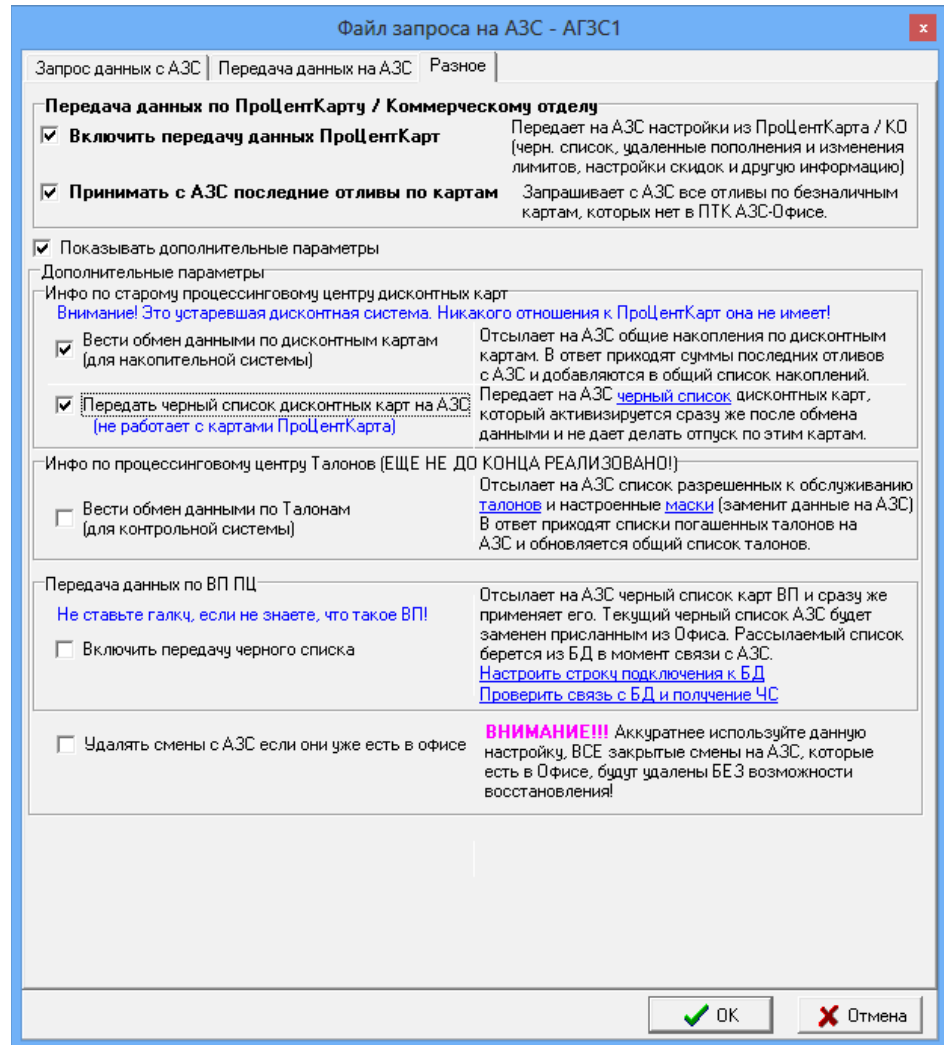 Файл запроса на АЗС - АГЗС1
x
Запрос данных с АЗС
Передача данных на АЗС
Разное
Передача данных по ПроЦентКарту / Коммерческому отделу
Включить передачу данных ПроЦентКарт
Передает на АЗС настройки из ПроЦентКарта / КО
(черн. список, удаленные пополнения и изменения
лимитов, настройки скидок и другую информацию)
Принимать с АЗС последние отливы по картам
Запрашивает с АЗС все отливы по безналичным
картам, которых нет в ПТК АЗС-Офисе.
Показывать дополнительные параметры
Дополнительные параметры
Инфо по старому процессинговому центру дисконтных карт
Внимание! Это устаревшая дисконтная система. Никакого отношения к ПроЦентКарт она не имеет!
Вести обмен данными по дисконтным картам
(для накопительной системы)
Отсылает на АЗС общие накопления по дисконтным
картам. В ответ приходят суммы последних отливов
с АЗС и добавляются в общий список накоплений.
Передать черный список дисконтных карт на АЗС
(не работает с картами ПроЦентКарта)
Передает на АЗС черный список дисконтных карт,
который активизируется сразу же после обмена
данными и не дает делать отпуск по этим картам.
Инфо по процессинговому центру Талонов (ЕЩЕ НЕ ДО КОНЦА РЕАЛИЗОВАНО!)
Вести обмен данными по Талонам
(для контрольной системы)
Отсылает на АЗС список разрешенных к обслуживанию
талонов и настроенные маски (заменит данные на АЗС)
В ответ приходят списки погашенных талонов на
АЗС и обновляется общий список талонов.
Передача данных по ВП ПЦ
Не ставьте галку, если не знаете, что такое ВП!
Включить передачу черного списка
Отсылает на АЗС черный список карт ВП и сразу же
применяет его. Текущий черный список АЗС будет
заменен присланным из Офиса. Рассылаемый список
берется из БД в момент связи с АЗС.
Настроить строку подключения к БД
Проверить связь с БД и получение ЧС
Удалять смены с АЗС если они уже есть в офисе
ВНИМАНИЕ!!! Аккуратнее используйте данную
настройку, ВСЕ закрытые смены на АЗС, которые
есть в Офисе, будут удалены БЕЗ возможности
восстановления!
OK
Отмена